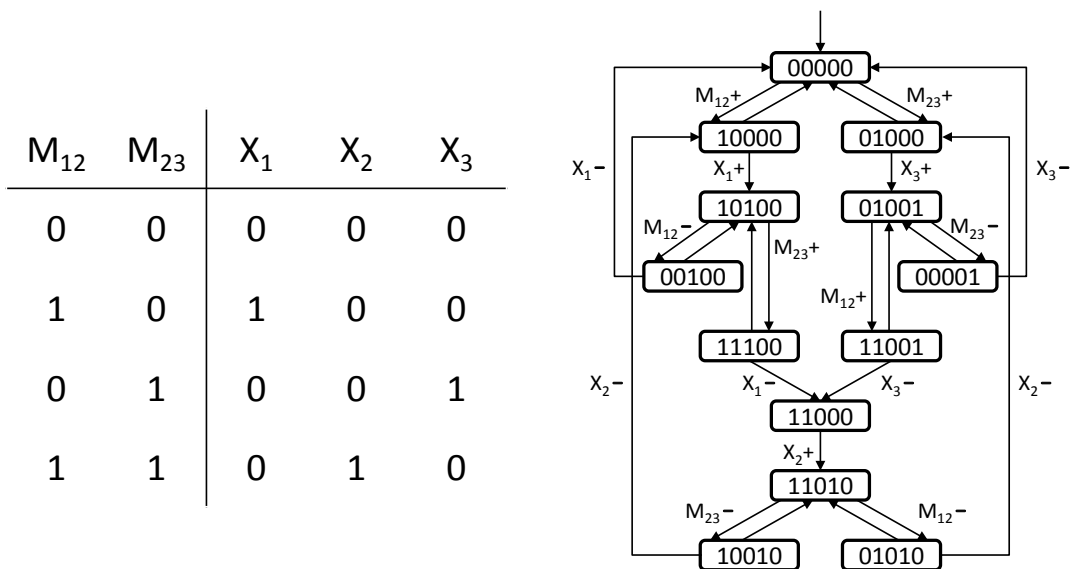 M₁₂ M₂₃ X₁ X₂ X₃
0 0 0 0 0
1 0 1 0 0
0 1 0 0 1
1 1 0 1 0
00000
M₁₂+ M₂₃+
10000 01000
X₁− X₁+ X₃+ X₃−
10100 01001
M₁₂− M₂₃+ M₂₃−
00100 M₁₂+ 00001
11100 11001
X₂− X₁− X₃− X₂−
11000
X₂+
11010
M₂₃− M₁₂−
10010 01010